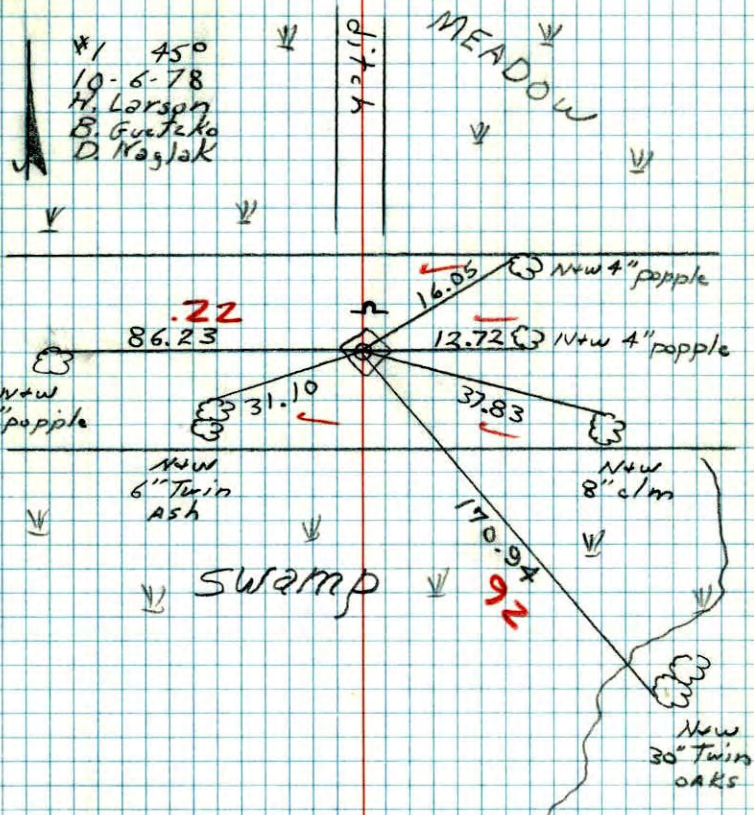 #1 45°
10-6-78
H. Larson
B. Guetzko
D. Naglak
Ditch
MEADOW
16.05
N+W 4" popple
.22
86.23
12.72
N+W 4" popple
N+W
" popple
31.10
37.83
N+W
6" Twin
Ash
N+W
8" elm
170.94
92
Swamp
N+W
30" Twin
OAKS